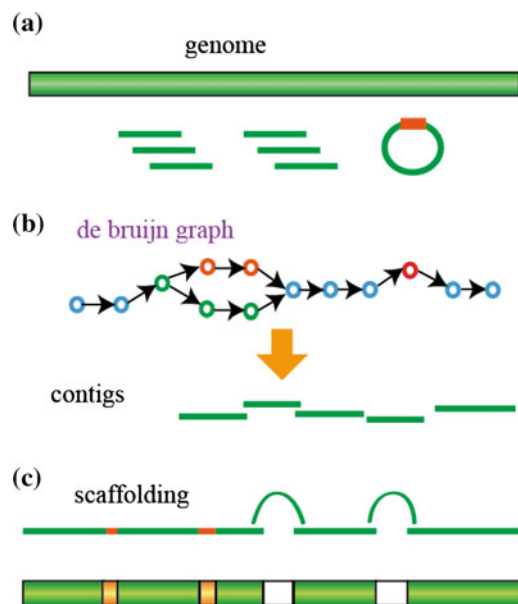 (a)
genome
(b)
de bruijn graph
contigs
(c)
scaffolding